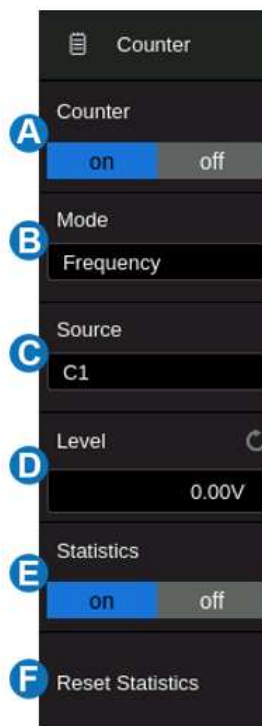 Counter
A
Counter
on off
B
Mode
Frequency
C
Source
C1
D
Level
0.00V
E
Statistics
on off
F
Reset Statistics